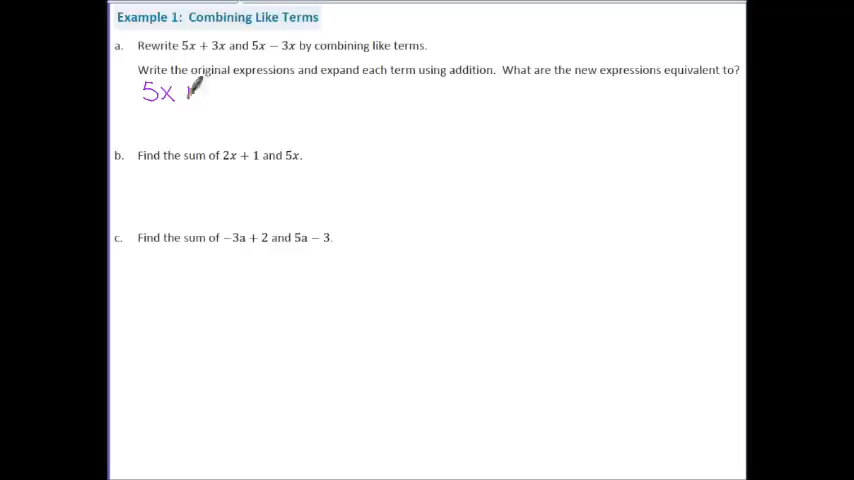 Example 1: Combining Like Terms
a. Rewrite 5x + 3x and 5x − 3x by combining like terms.
Write the original expressions and expand each term using addition. What are the new expressions equivalent to?
5x
b. Find the sum of 2x + 1 and 5x.
c. Find the sum of −3a + 2 and 5a − 3.